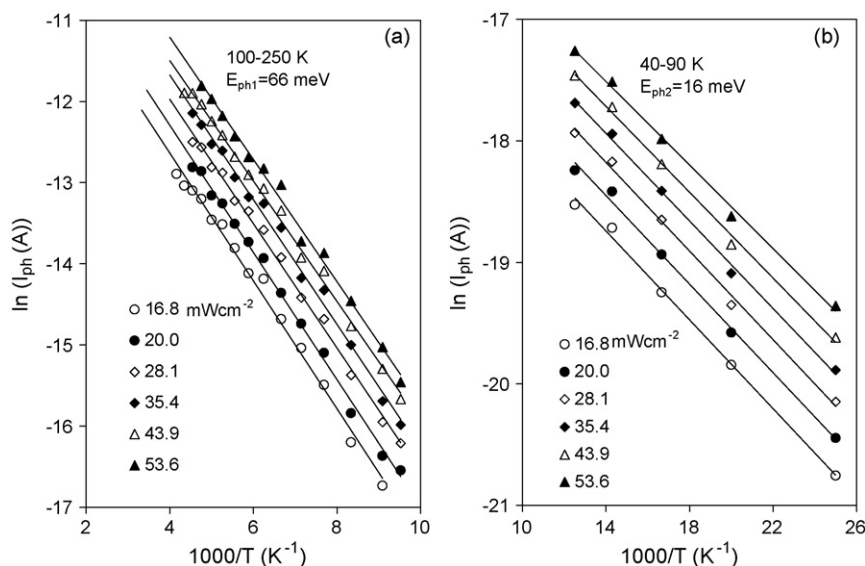 (a)
100-250 K
E_ph1=66 meV
-11
-12
-13
-14
-15
-16
-17
ln (I_ph (A))
16.8 mWcm^-2
20.0
28.1
35.4
43.9
53.6
2 4 6 8 10
1000/T (K^-1)
(b)
40-90 K
E_ph2=16 meV
-17
-18
-19
-20
-21
ln (I_ph (A))
16.8 mWcm^-2
20.0
28.1
35.4
43.9
53.6
10 14 18 22 26
1000/T (K^-1)